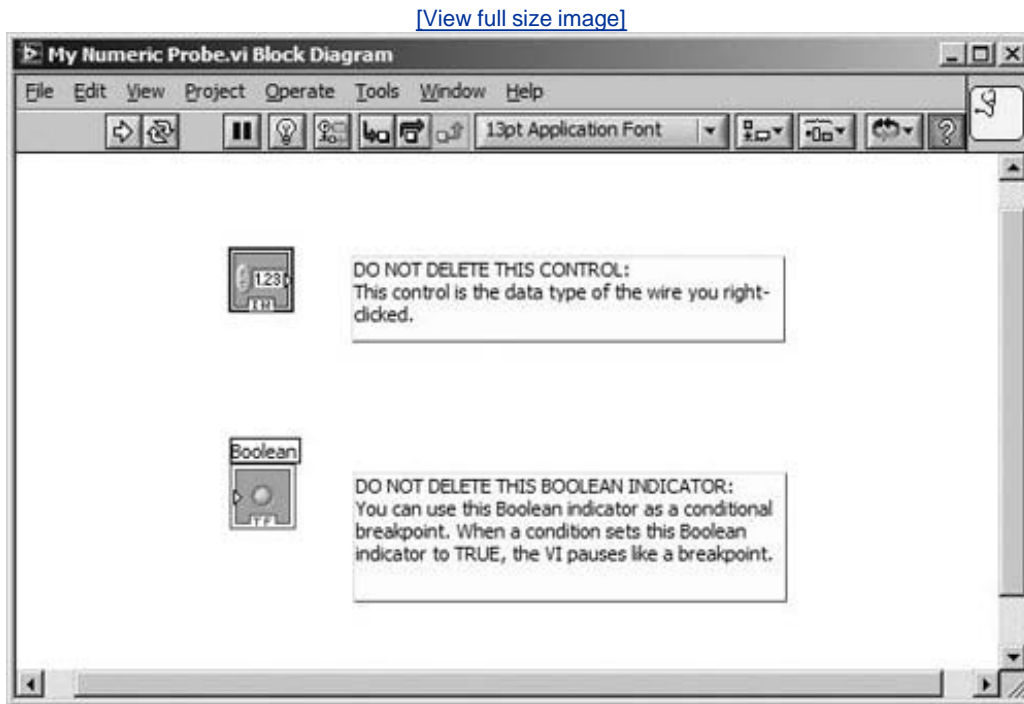 [View full size image]
My Numeric Probe.vi Block Diagram
File Edit View Project Operate Tools Window Help
13pt Application Font
1.23
DO NOT DELETE THIS CONTROL:
This control is the data type of the wire you right-
clicked.
Boolean
TF
DO NOT DELETE THIS BOOLEAN INDICATOR:
You can use this Boolean indicator as a conditional
breakpoint. When a condition sets this Boolean
indicator to TRUE, the VI pauses like a breakpoint.